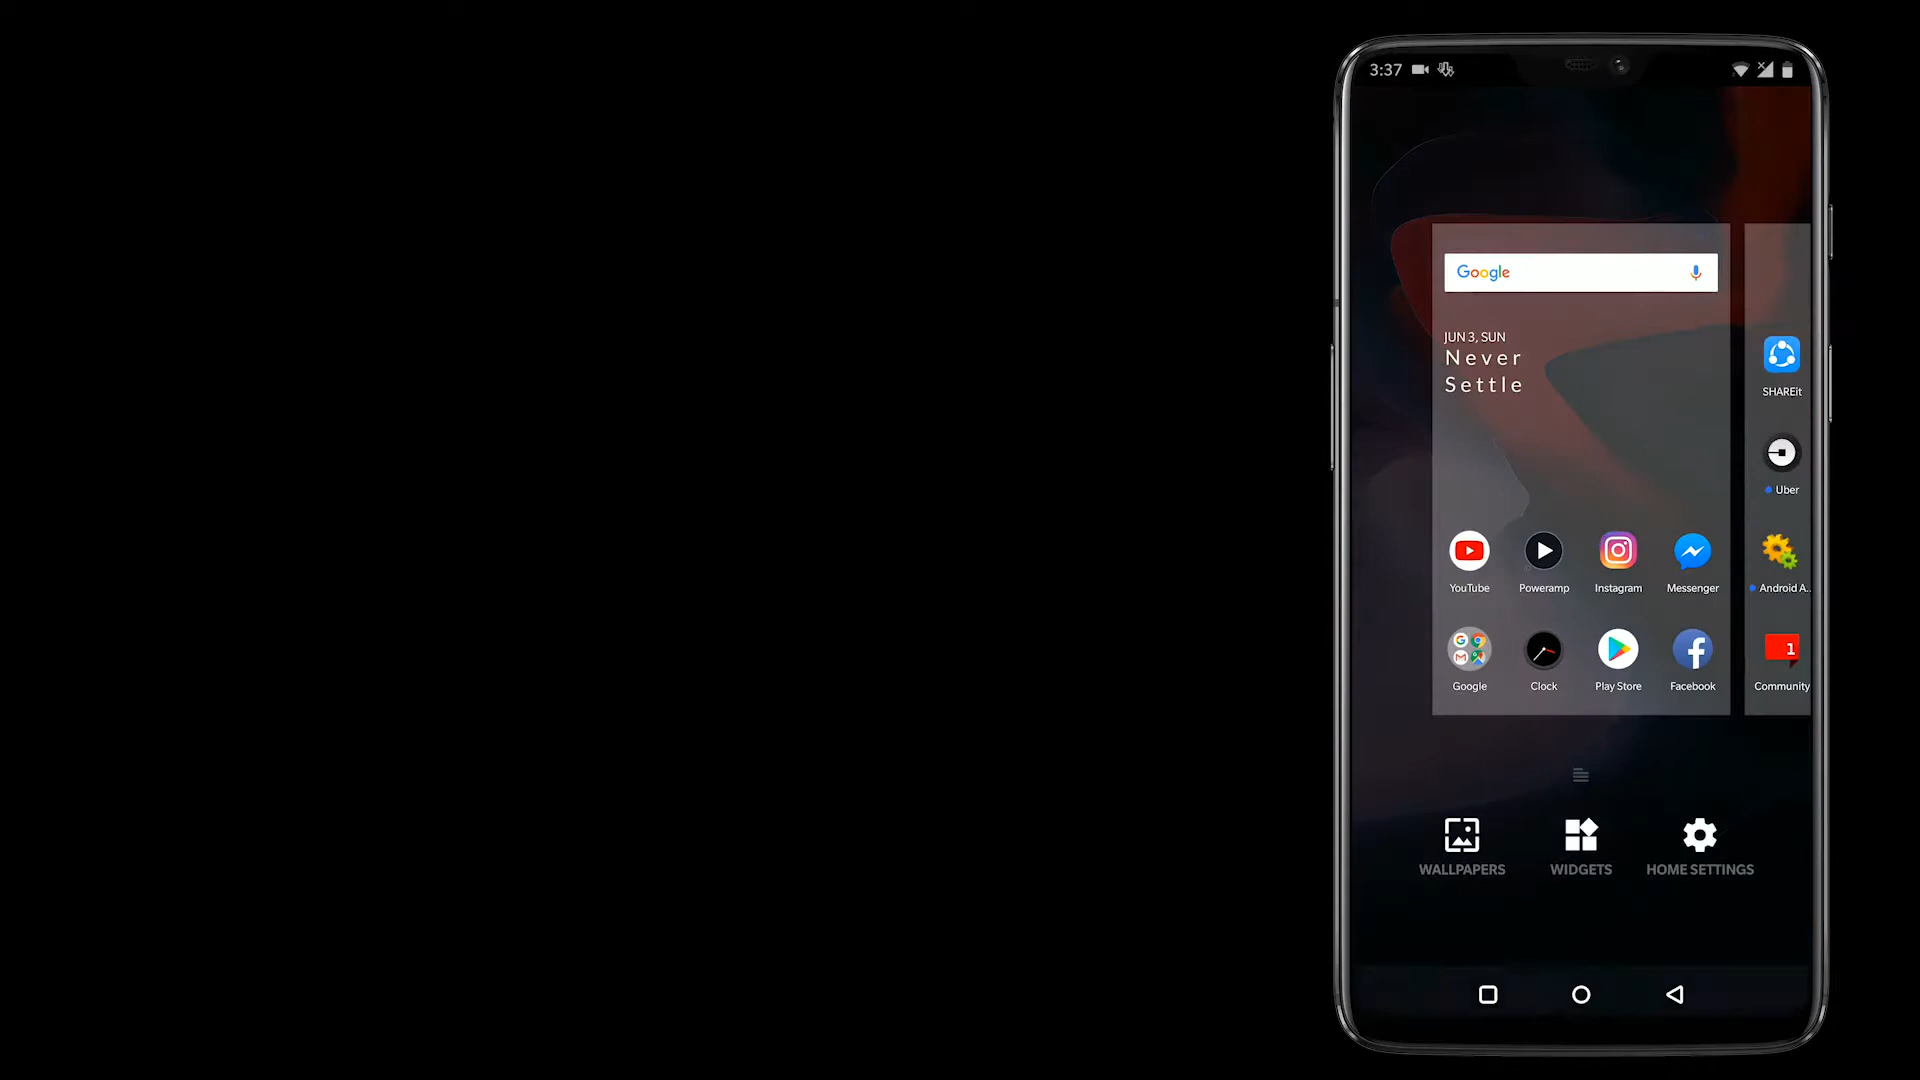 3:37
Google
JUN 3, SUN
Never
Settle
SHAREit
Uber
YouTube
Poweramp
Instagram
Messenger
Android A..
Google
Clock
Play Store
Facebook
1
Community
WALLPAPERS
WIDGETS
HOME SETTINGS